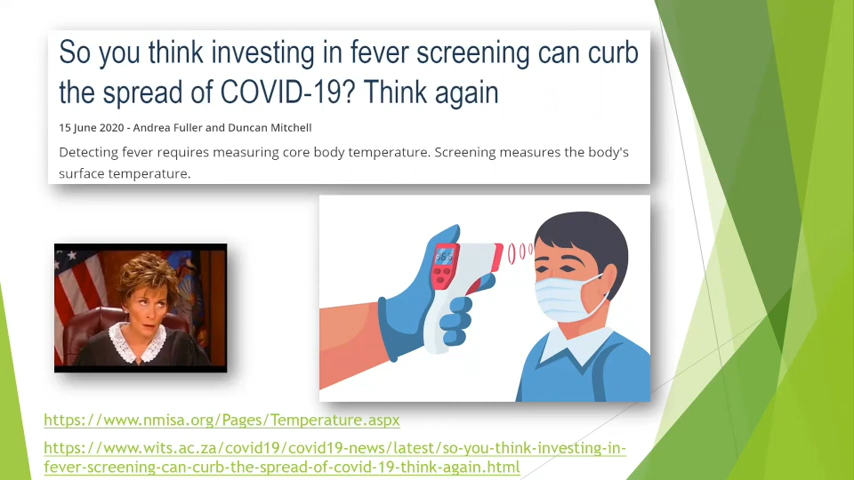 So you think investing in fever screening can curb
the spread of COVID-19? Think again
15 June 2020 - Andrea Fuller and Duncan Mitchell
Detecting fever requires measuring core body temperature. Screening measures the body's
surface temperature.
https://www.nmisa.org/Pages/Temperature.aspx
https://www.wits.ac.za/covid19/covid19-news/latest/so-you-think-investing-in-
fever-screening-can-curb-the-spread-of-covid-19-think-again.html